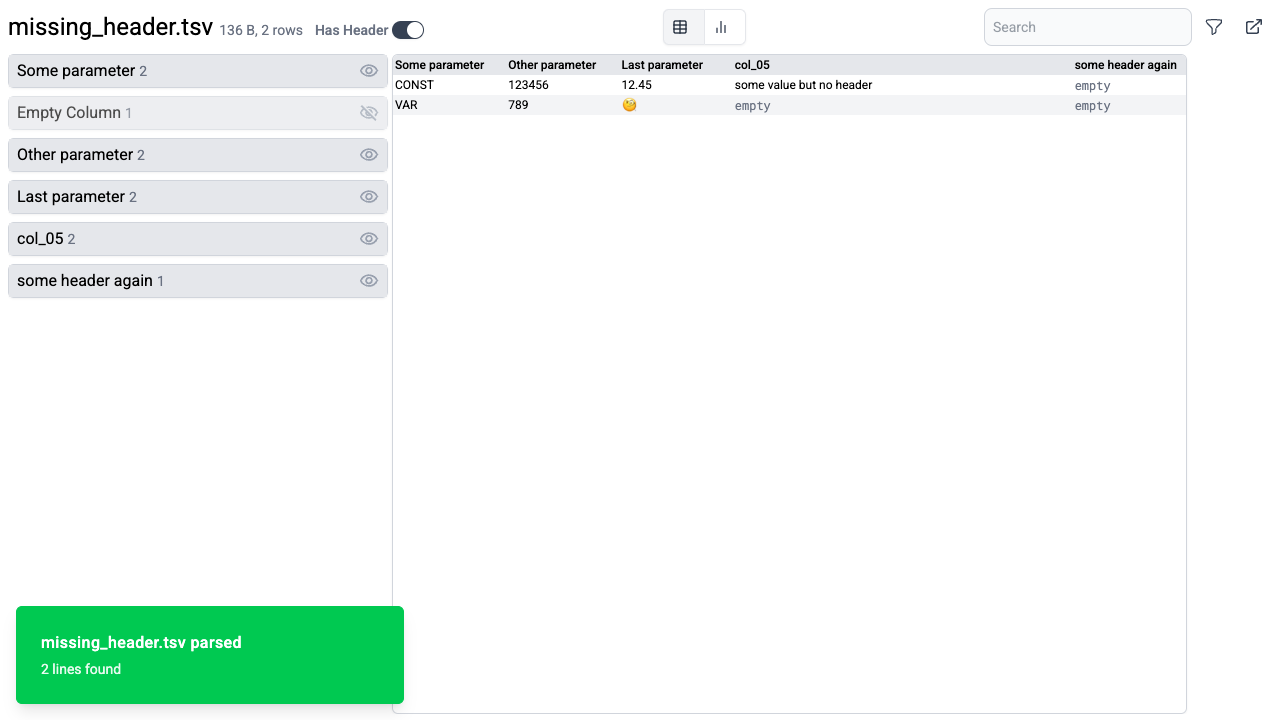 missing_header.tsv 136 B, 2 rows Has Header Search
Some parameter 2
Empty Column 1
Other parameter 2
Last parameter 2
col_05 2
some header again 1
Some parameter Other parameter Last parameter col_05 some header again
CONST 123456 12.45 some value but no header empty
VAR 789 🧐 empty empty
missing_header.tsv parsed
2 lines found